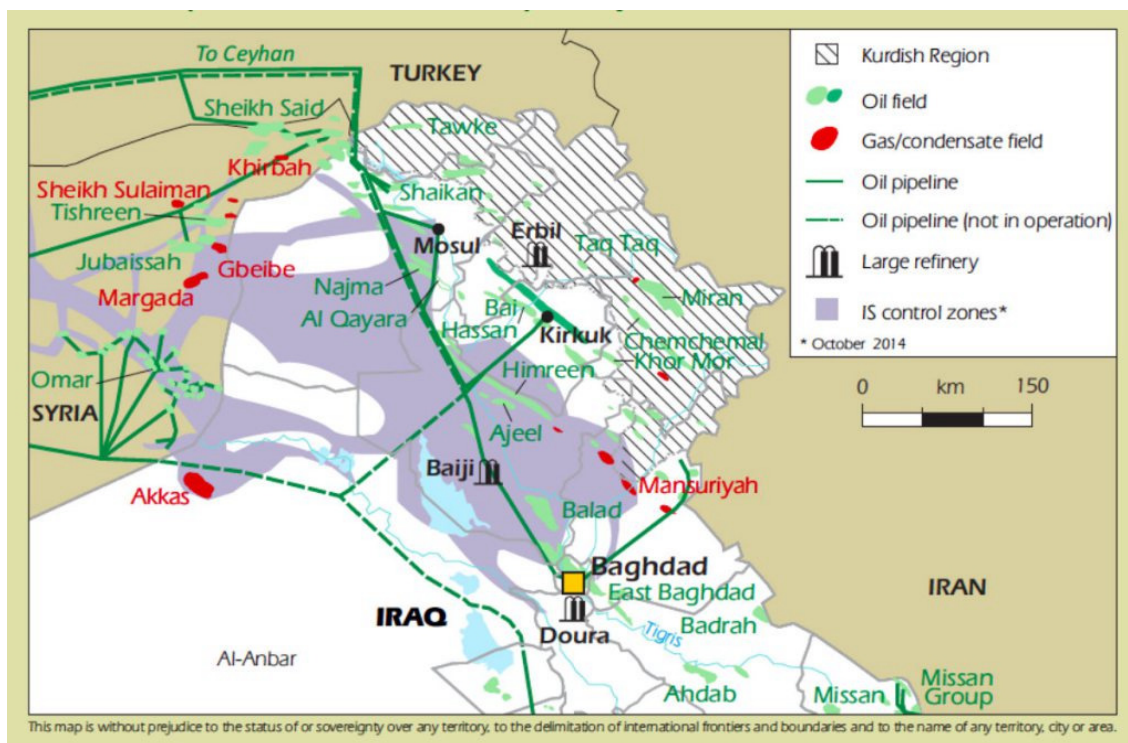 To Ceyhan
TURKEY
Sheikh Said
Tawke
Khirbah
Sheikh Sulaiman
Tishreen
Shaikan
Mosul
Erbil
Taq Taq
Jubaissah
Gbeibe
Margada
Najma
Al Qayara
Bai
Hassan
Kirkuk
Miran
Chemchemal
Khor Mor
Himreen
Omar
SYRIA
Ajeel
Baiji
Akkas
Mansuriyah
Balad
Baghdad
East Baghdad
IRAN
IRAQ
Doura
Badrah
Tigris
Al-Anbar
Ahdab
Missan
Missan
Group
Kurdish Region
Oil field
Gas/condensate field
Oil pipeline
Oil pipeline (not in operation)
Large refinery
IS control zones*
* October 2014
0 km 150
This map is without prejudice to the status of or sovereignty over any territory, to the delimitation of international frontiers and boundaries and to the name of any territory, city or area.